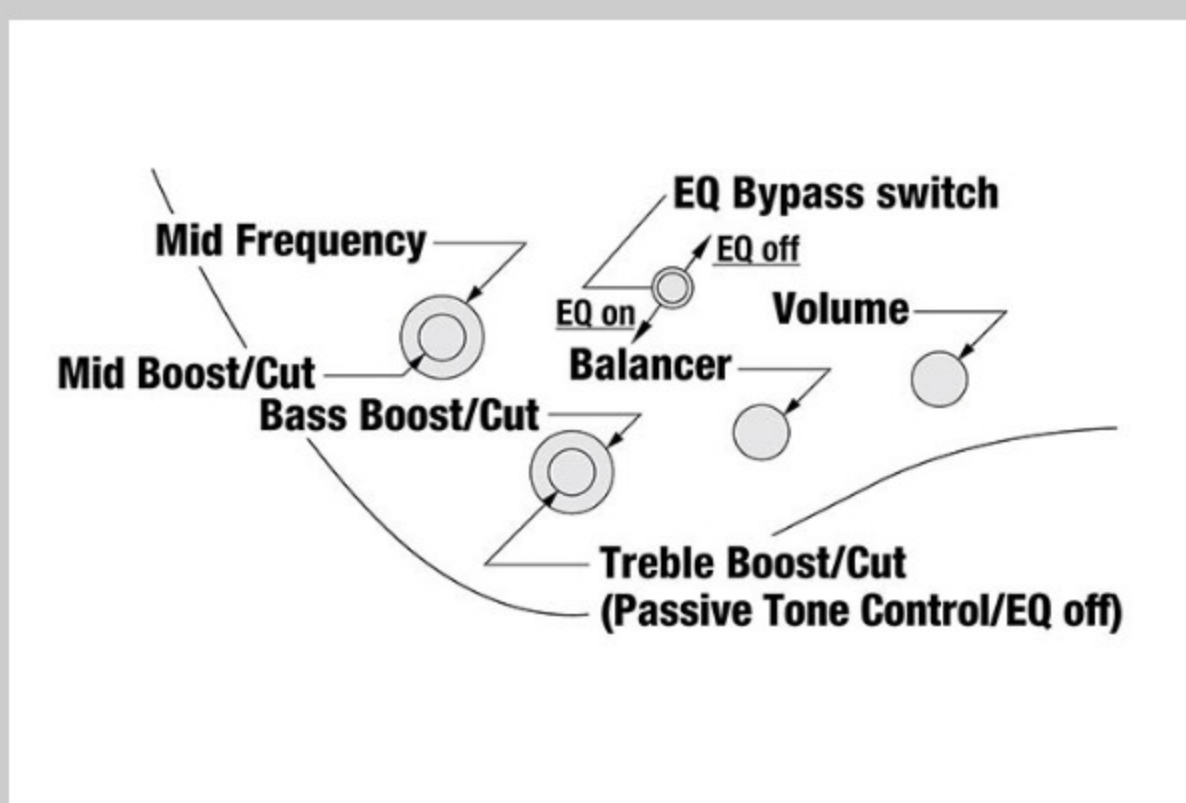 EQ Bypass switch
Mid Frequency
EQ off
EQ on
Volume
Balancer
Mid Boost/Cut
Bass Boost/Cut
Treble Boost/Cut
(Passive Tone Control/EQ off)